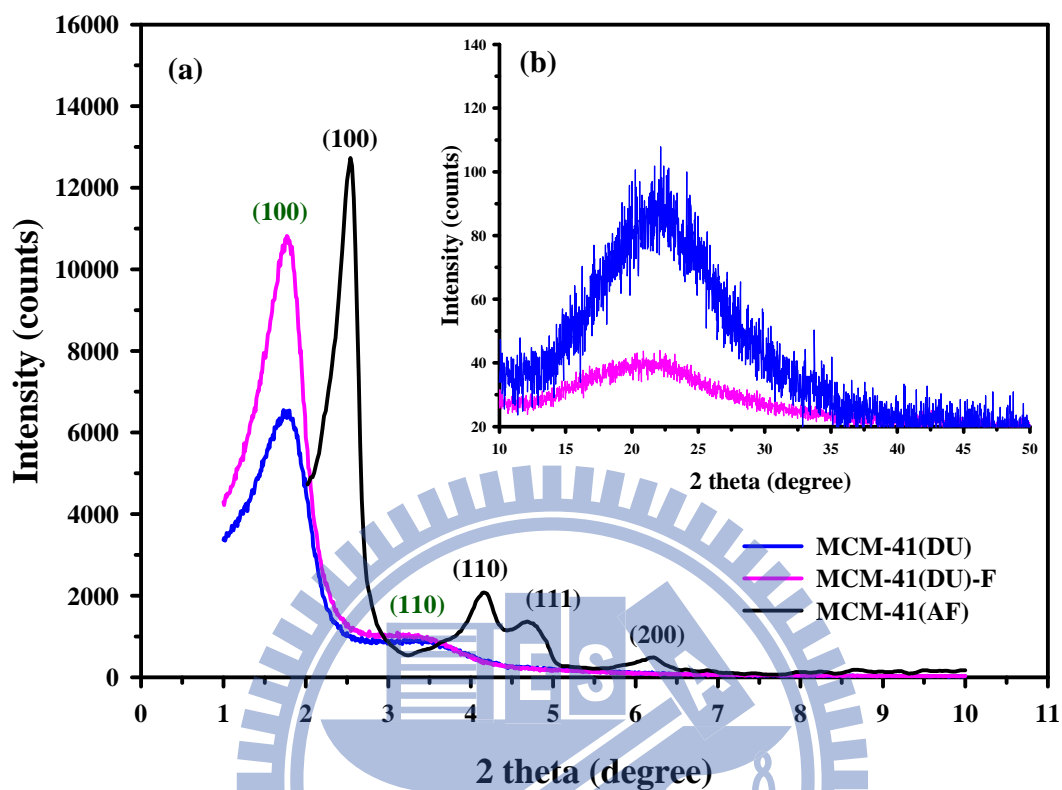 (a)
Intensity (counts)
16000
14000
12000
10000
8000
6000
4000
2000
0
(100)
(100)
(110)
(110)
(111)
(200)
0 1 2 3 4 5 6 7 8 9 10 11
2 theta (degree)
(b)
Intensity (counts)
140
120
100
80
60
40
20
10 15 20 25 30 35 40 45 50
2 theta (degree)
MCM-41(DU)
MCM-41(DU)-F
MCM-41(AF)
ES